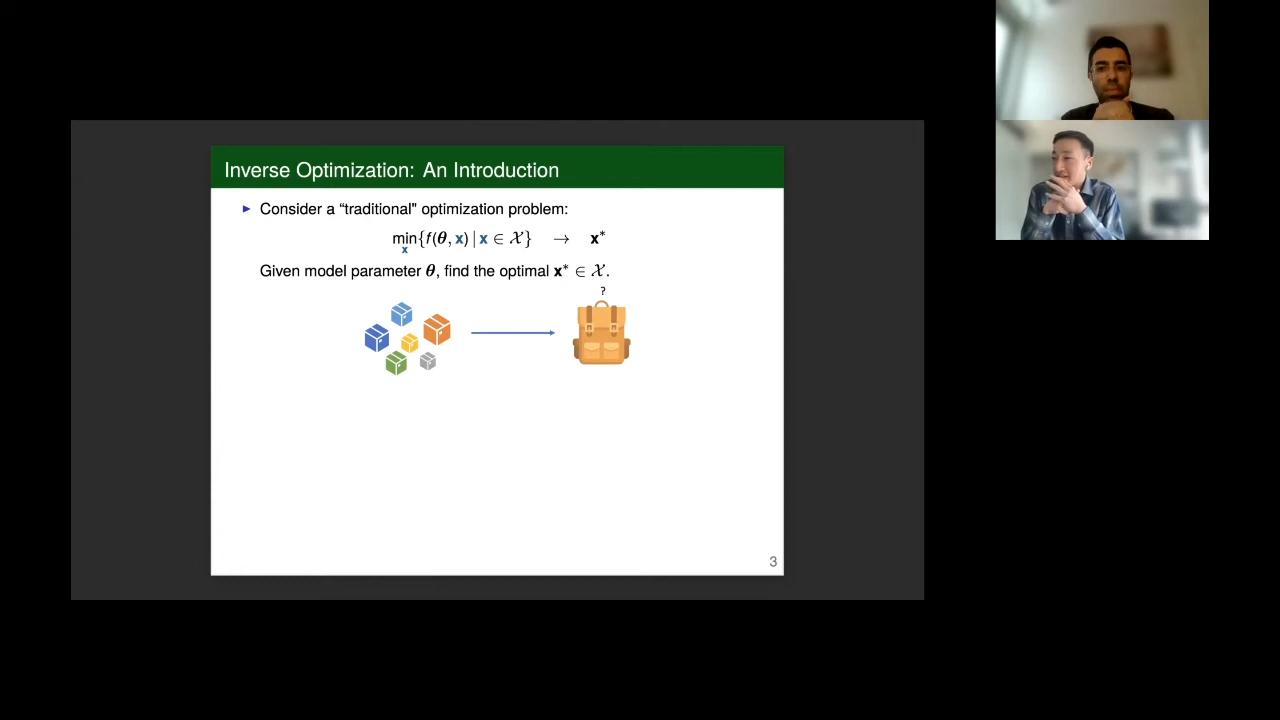 Inverse Optimization: An Introduction
► Consider a “traditional" optimization problem:
min{f(θ, x) | x ∈ 𝒳} → x*
x
Given model parameter θ, find the optimal x* ∈ 𝒳.
?
3